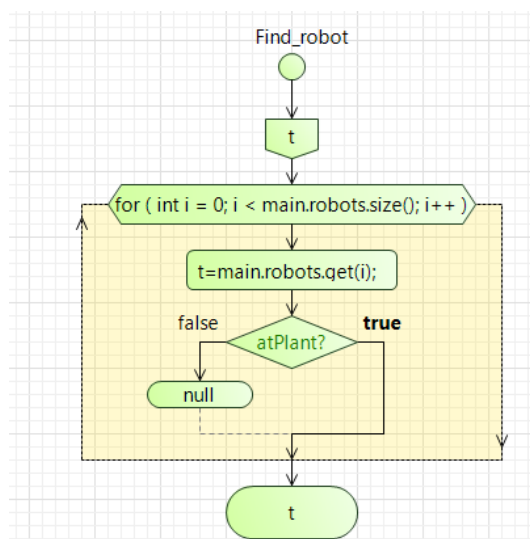 Find_robot
t
for ( int i = 0; i < main.robots.size(); i++ )
t=main.robots.get(i);
false
true
atPlant?
null
t